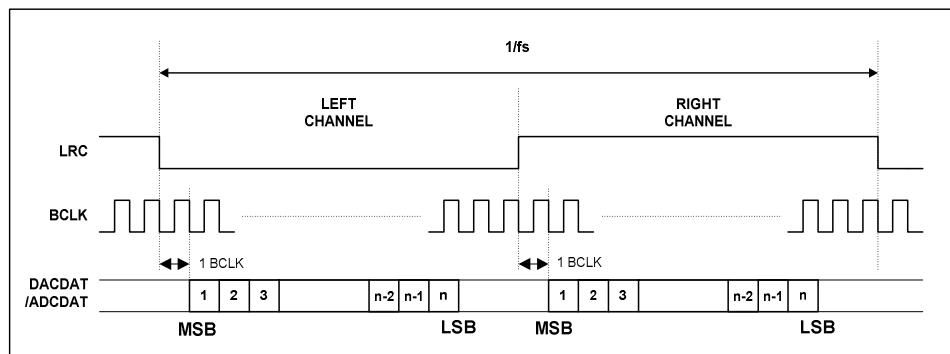 1/fs
LEFT
CHANNEL
RIGHT
CHANNEL
LRC
BCLK
1 BCLK
1 BCLK
DACDAT
/ADCDAT
1 2 3 n-2 n-1 n 1 2 3 n-2 n-1 n
MSB LSB MSB LSB